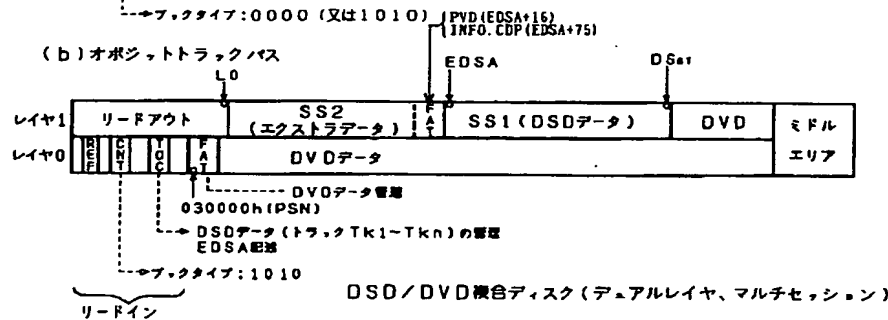 ブックタイプ:0000(又は1010)
PVD(EDSA+16)
INFO.CDP(EDSA+75)
(b)オポジットトラックパス
L0
EDSA
DSst
レイヤ1
リードアウト
SS2
(エクストラデータ)
FAT
SS1(DSDデータ)
DVD
ミドル
エリア
レイヤ0
REF
CNT
TOC
FAT
DVDデータ
DVDデータ管理
030000h(PSN)
DSDデータ(トラックTk1~Tkn)の管理
EDSA記述
ブックタイプ:1010
リードイン
DSD/DVD複合ディスク(デュアルレイヤ、マルチセッション)